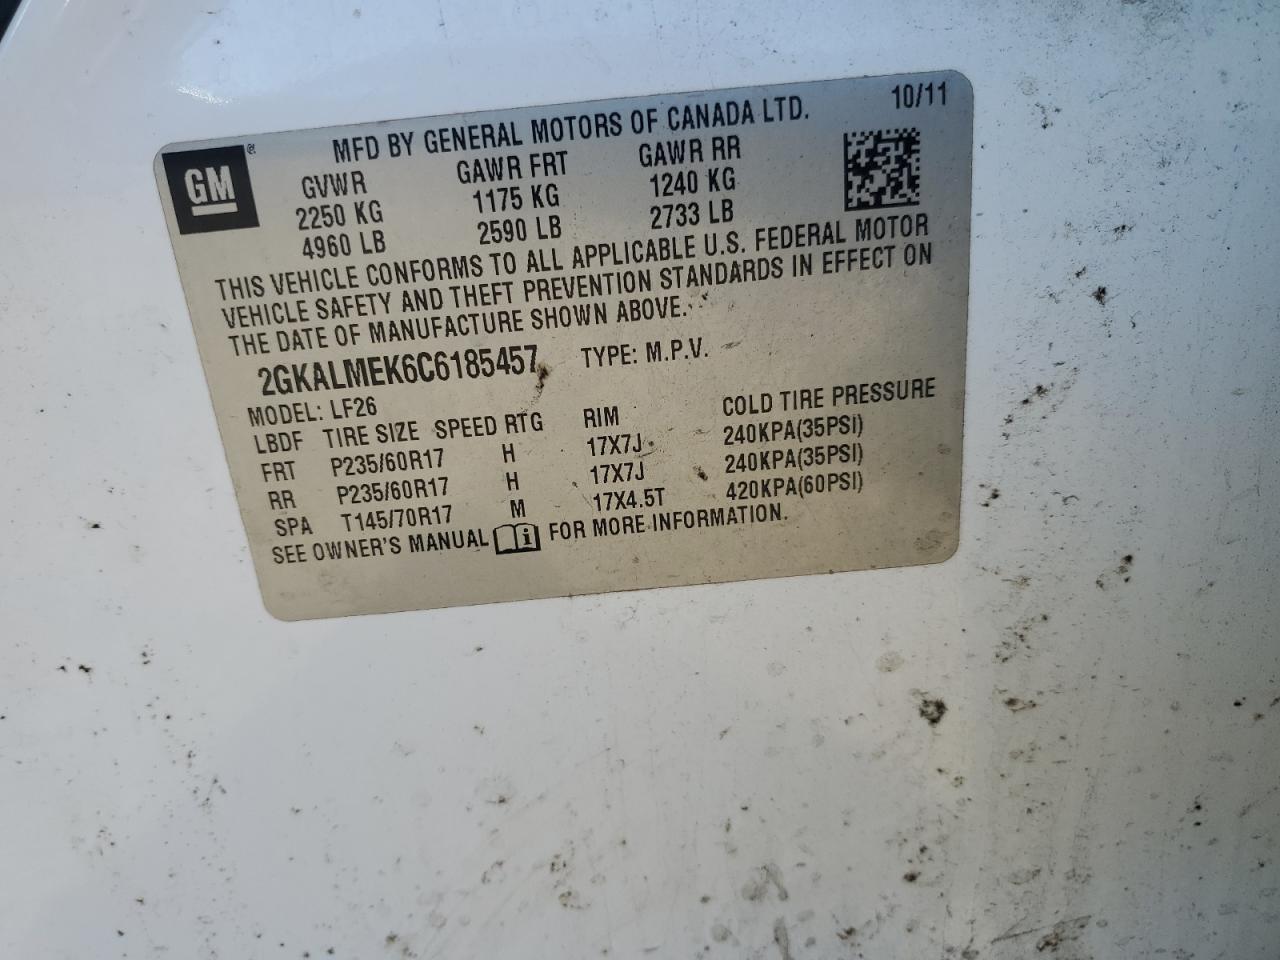 10/11
GM®
MFD BY GENERAL MOTORS OF CANADA LTD.
GVWR GAWR FRT GAWR RR
2250 KG 1175 KG 1240 KG
4960 LB 2590 LB 2733 LB
THIS VEHICLE CONFORMS TO ALL APPLICABLE U.S. FEDERAL MOTOR
VEHICLE SAFETY AND THEFT PREVENTION STANDARDS IN EFFECT ON
THE DATE OF MANUFACTURE SHOWN ABOVE.
2GKALMEK6C6185457 TYPE: M.P.V.
MODEL: LF26
LBDF TIRE SIZE SPEED RTG RIM COLD TIRE PRESSURE
FRT P235/60R17 H 17X7J 240KPA(35PSI)
RR P235/60R17 H 17X7J 240KPA(35PSI)
SPA T145/70R17 M 17X4.5T 420KPA(60PSI)
SEE OWNER'S MANUAL i FOR MORE INFORMATION.